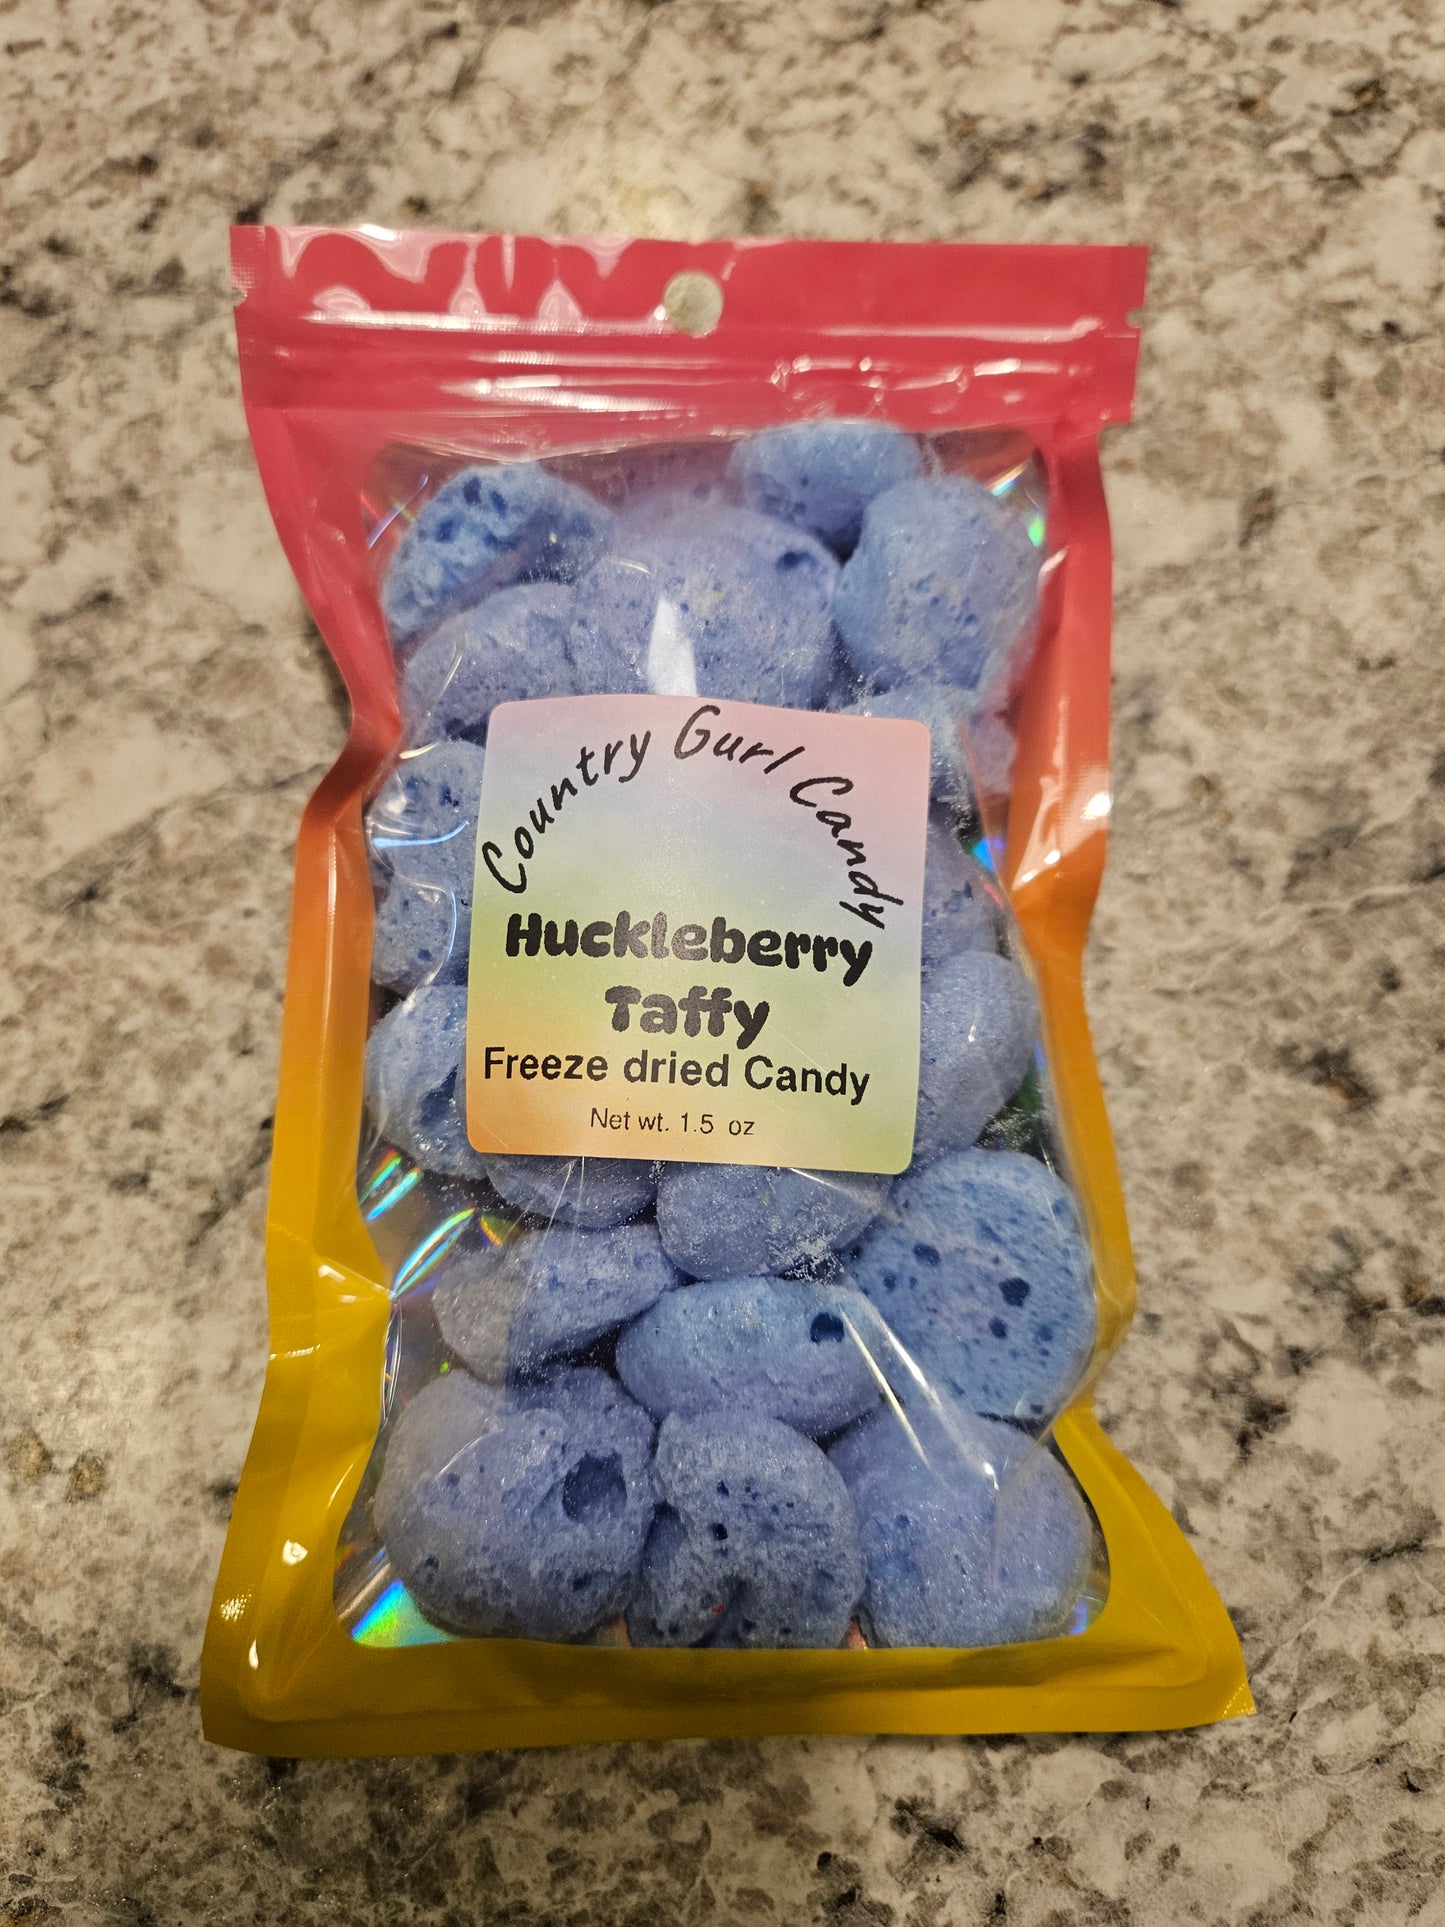 Country Gurl Candy
Huckleberry
Taffy
Freeze dried Candy
Net wt. 1.5 oz